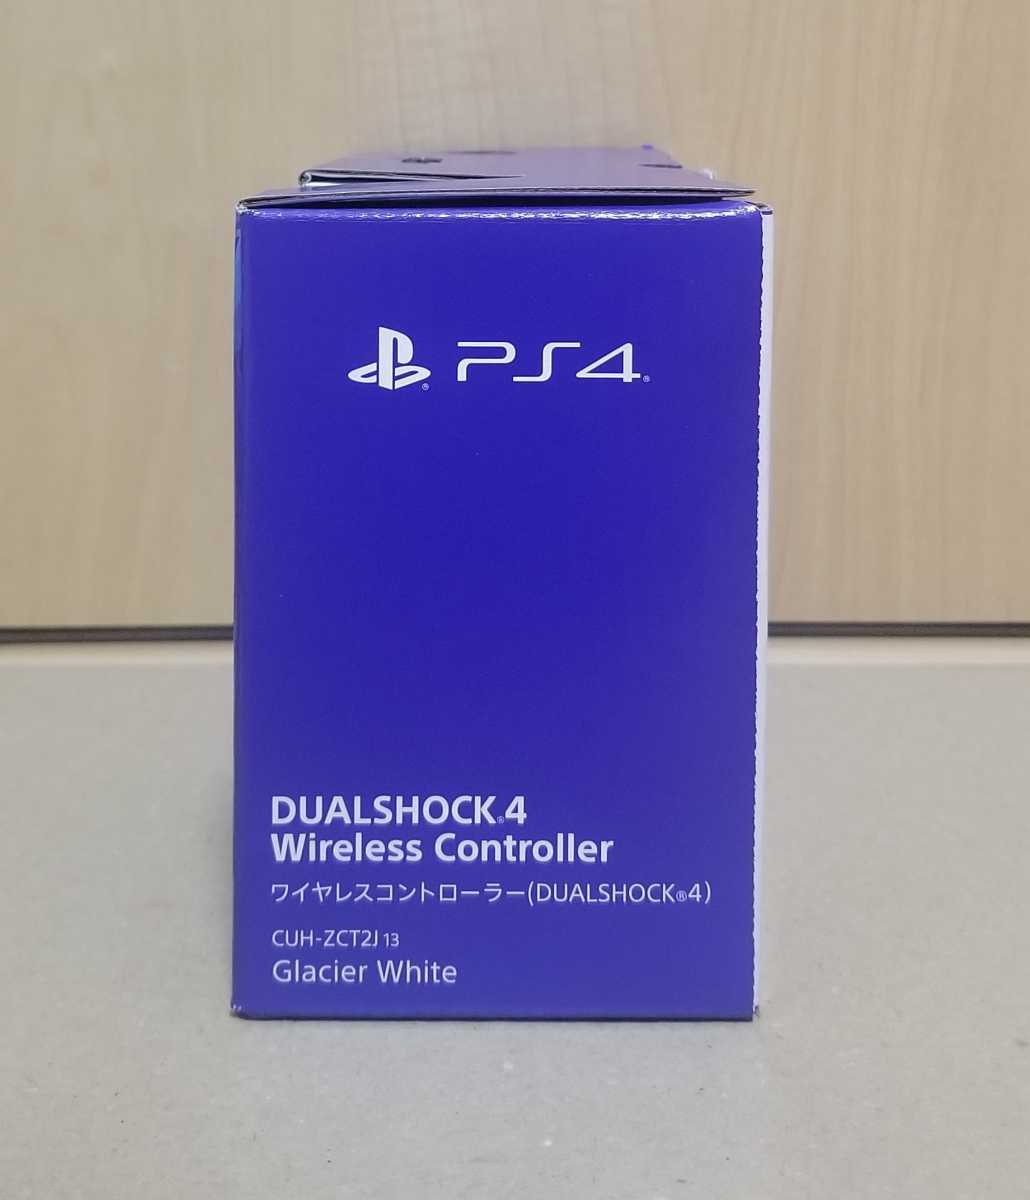 PS4®
DUALSHOCK®4
Wireless Controller
ワイヤレスコントローラー(DUALSHOCK®4)
CUH-ZCT2J 13
Glacier White